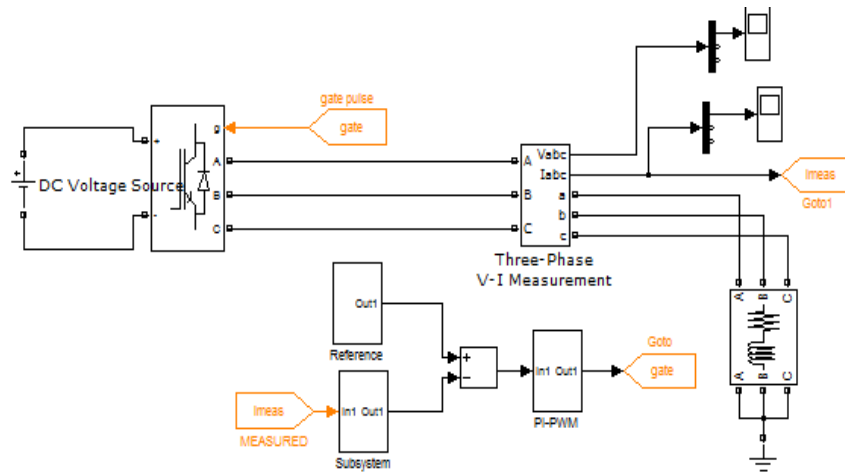 gate pulse
gate
g
+
A
DC Voltage Source
B
-
C
A
B
C
Vabc
Iabc
a
b
c
Imeas
Goto1
Three-Phase
V-I Measurement
A B C
A B C
Out1
Reference
+
-
In1 Out1
PI-PWM
Goto
gate
Imeas
MEASURED
In1 Out1
Subsystem
+